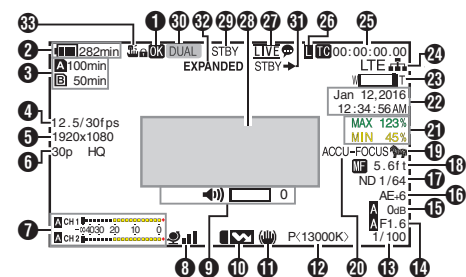 33 1 30 32 29 27 31 26 25
2 282min OK DUAL STBY LIVE L TC 00:00:00.00
EXPANDED STBY LTE 24
3 A 100min
B 50min
28
W T 23
Jan 12,2016 22
12:34:56AM
4 12.5/30fps
MAX 123% 21
MIN 45%
5 1920x1080
6 30p HQ
ACCU-FOCUS 19
MF 5.6ft 18
ND 1/64 17
0
AE+6 16
7 A CH1
-∞4030 20 10 0
A CH2
A 0dB 15
A F1.6
P<13000K> 1/100
8 9 10 11 12 20 13 14